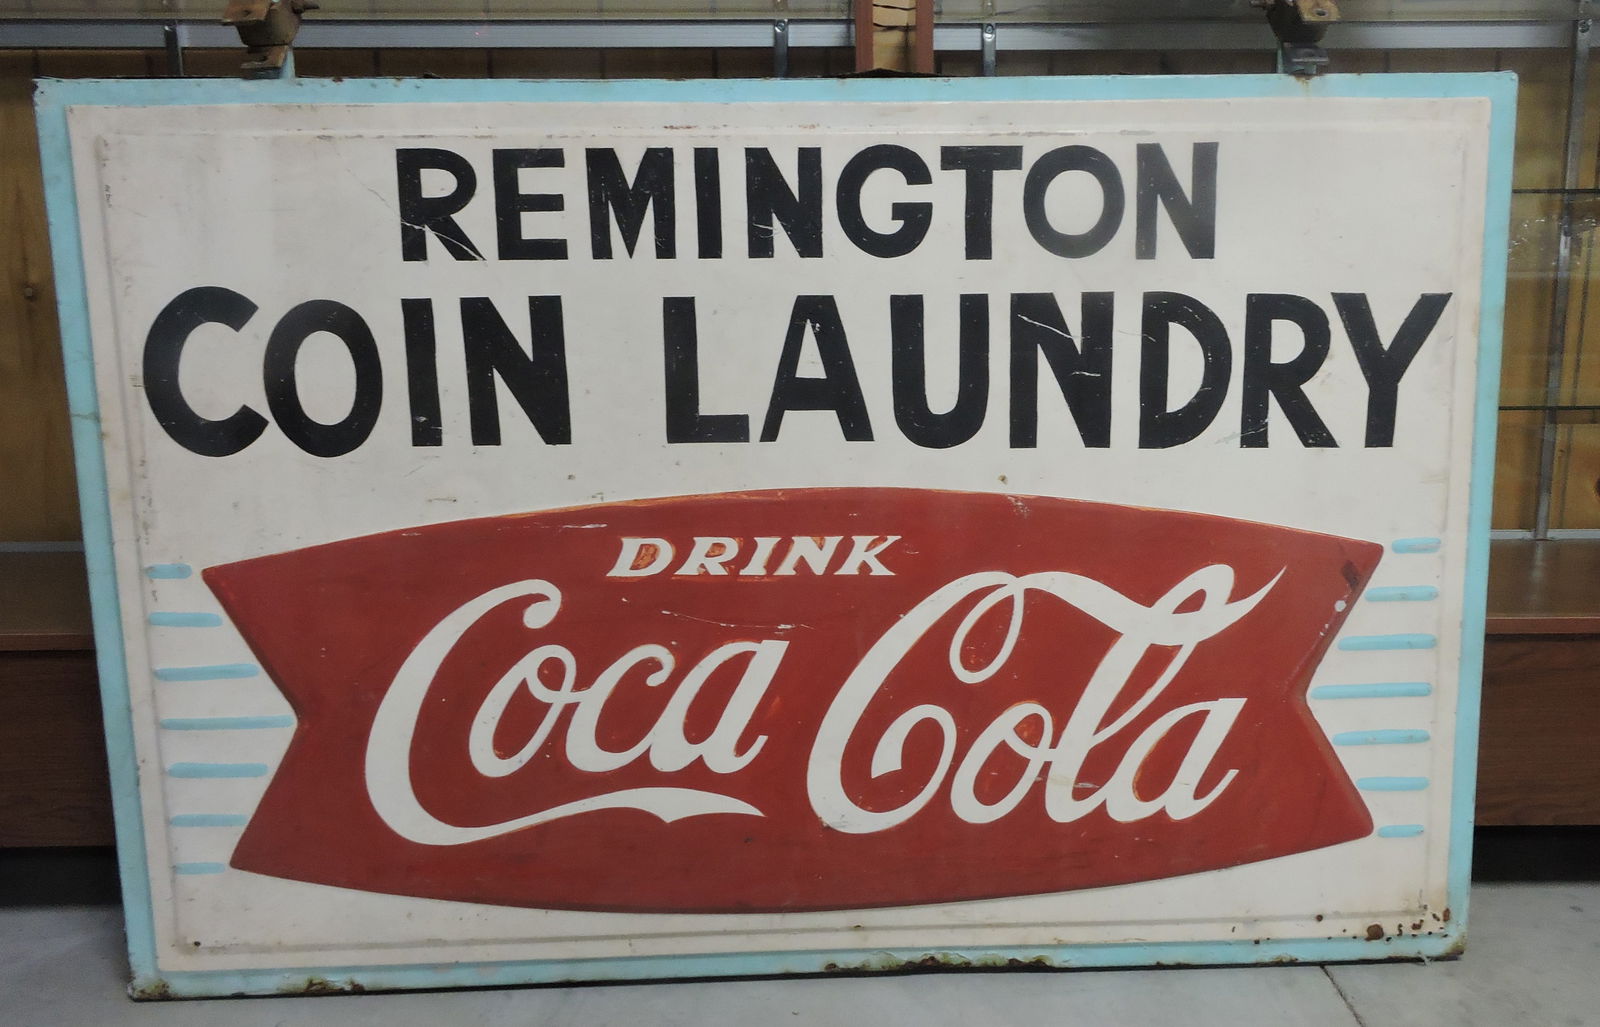 REMINGTON
COIN LAUNDRY
DRINK
Coca Cola